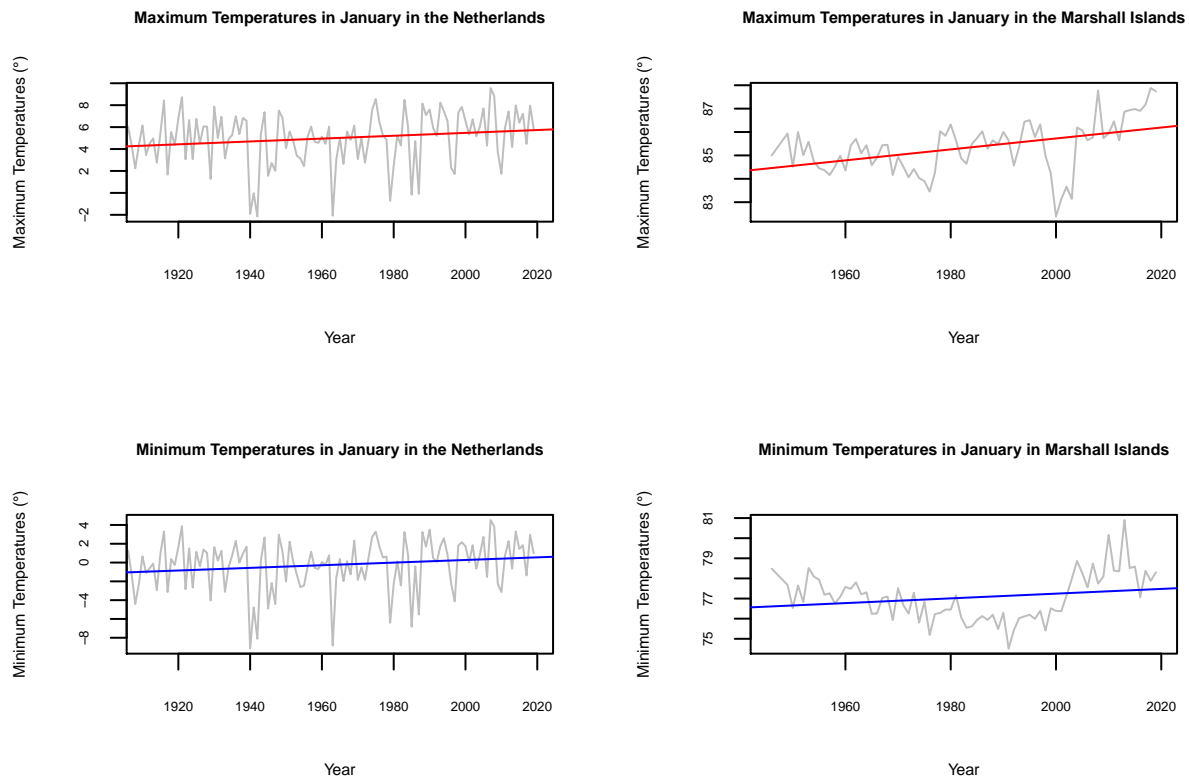 Maximum Temperatures in January in the Netherlands
Maximum Temperatures (°)
8
6
4
2
−2
1920 1940 1960 1980 2000 2020
Year
Maximum Temperatures in January in the Marshall Islands
Maximum Temperatures (°)
87
85
83
1960 1980 2000 2020
Year
Minimum Temperatures in January in the Netherlands
Minimum Temperatures (°)
4
0
−4
−8
1920 1940 1960 1980 2000 2020
Year
Minimum Temperatures in January in Marshall Islands
Minimum Temperatures (°)
81
79
77
75
1960 1980 2000 2020
Year